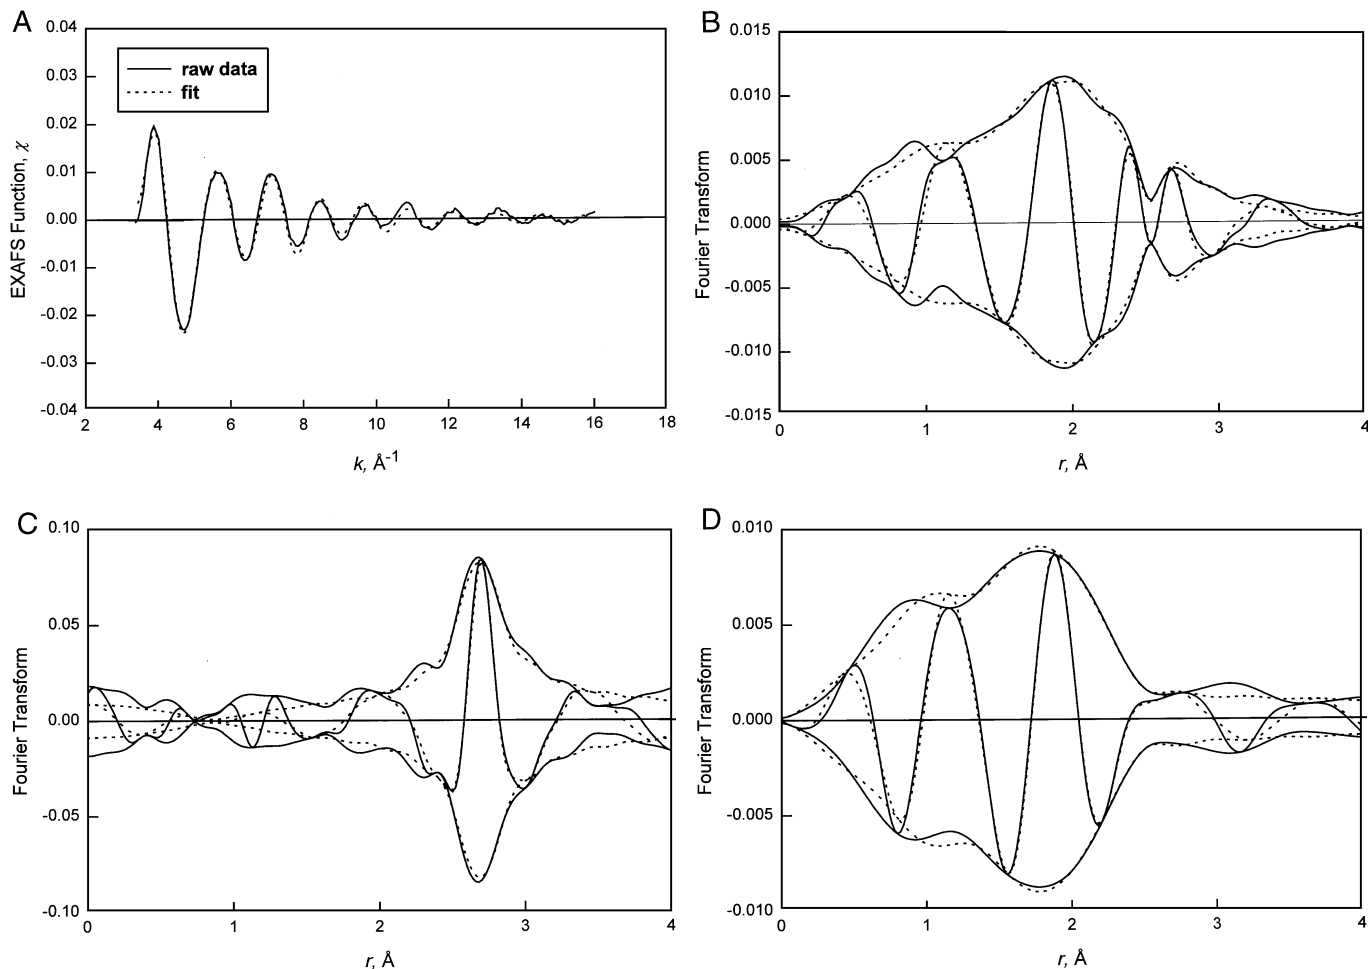 A
0.04
0.03
0.02
0.01
0.00
-0.01
-0.02
-0.03
-0.04
EXAFS Function, χ
raw data
fit
2 4 6 8 10 12 14 16 18
k, Å-1
B
0.015
0.010
0.005
0.000
-0.005
-0.010
-0.015
Fourier Transform
0 1 2 3 4
r, Å
C
0.10
0.05
0.00
-0.05
-0.10
Fourier Transform
0 1 2 3 4
r, Å
D
0.010
0.005
0.000
-0.005
-0.010
Fourier Transform
0 1 2 3 4
r, Å